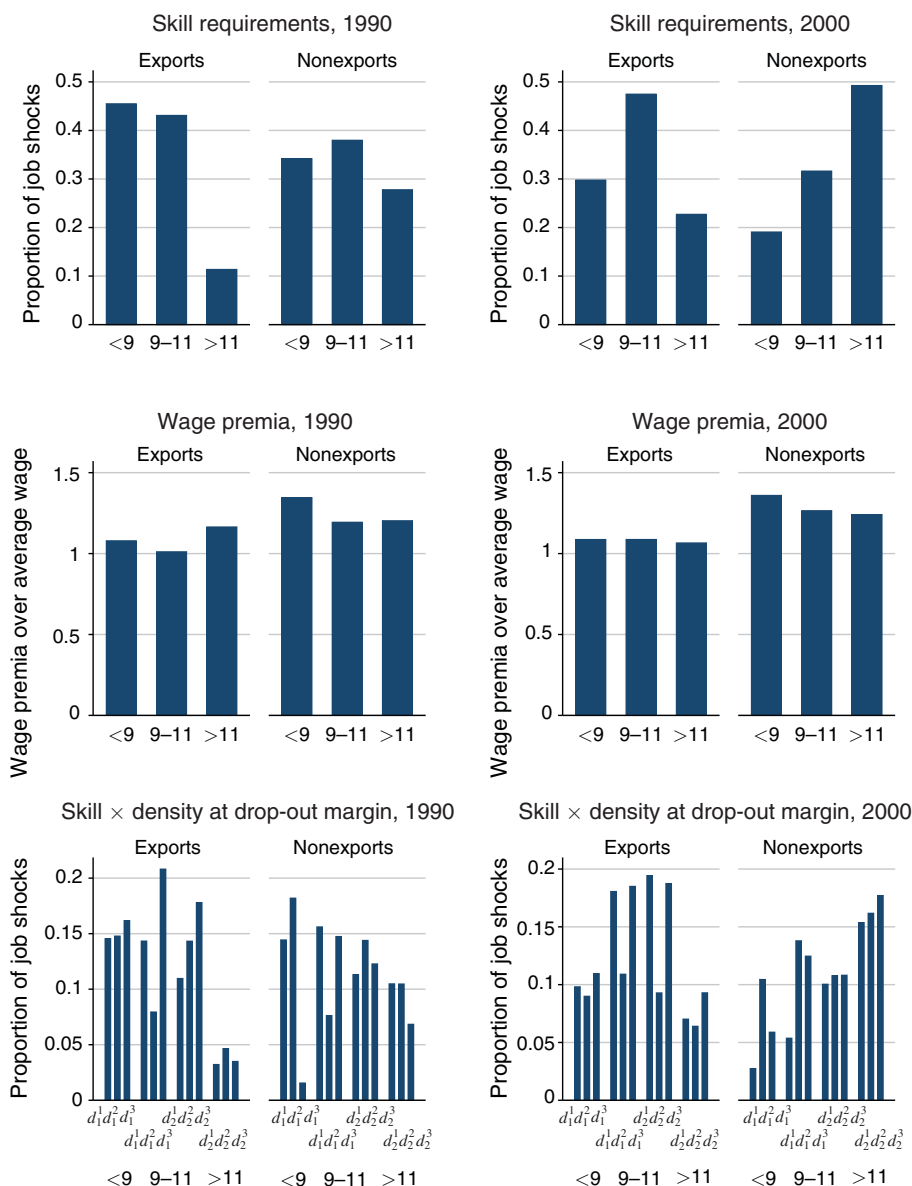 Skill requirements, 1990
Exports Nonexports
Proportion of job shocks
0.5
0.4
0.3
0.2
0.1
0
<9 9–11 >11 <9 9–11 >11
Skill requirements, 2000
Exports Nonexports
Proportion of job shocks
0.5
0.4
0.3
0.2
0.1
0
<9 9–11 >11 <9 9–11 >11
Wage premia, 1990
Exports Nonexports
Wage premia over average wage
1.5
1
0.5
0
<9 9–11 >11 <9 9–11 >11
Wage premia, 2000
Exports Nonexports
Wage premia over average wage
1.5
1
0.5
0
<9 9–11 >11 <9 9–11 >11
Skill × density at drop-out margin, 1990
Exports Nonexports
Proportion of job shocks
0.2
0.15
0.1
0.05
0
d₁¹d₁²d₁³ d₂¹d₂²d₂³ d₁¹d₁²d₁³ d₂¹d₂²d₂³
d₁¹d₁²d₁³ d₂¹d₂²d₂³ d₁¹d₁²d₁³ d₂¹d₂²d₂³
<9 9–11 >11 <9 9–11 >11
Skill × density at drop-out margin, 2000
Exports Nonexports
Proportion of job shocks
0.2
0.15
0.1
0.05
0
d₁¹d₁²d₁³ d₂¹d₂²d₂³ d₁¹d₁²d₁³ d₂¹d₂²d₂³
d₁¹d₁²d₁³ d₂¹d₂²d₂³ d₁¹d₁²d₁³ d₂¹d₂²d₂³
<9 9–11 >11 <9 9–11 >11